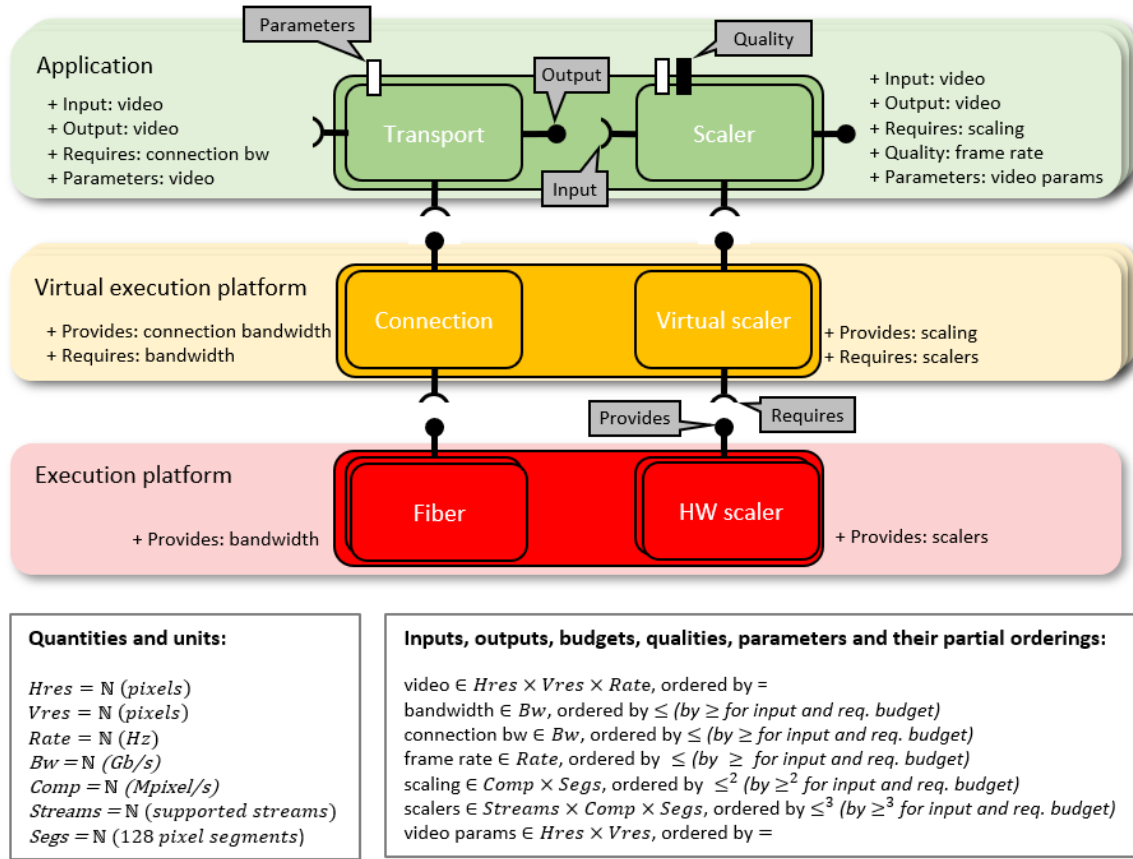 Parameters
Quality
Application
Output
+ Input: video
+ Output: video
+ Requires: connection bw
+ Parameters: video
Transport
Scaler
+ Input: video
+ Output: video
+ Requires: scaling
+ Quality: frame rate
+ Parameters: video params
Input
Virtual execution platform
+ Provides: connection bandwidth
+ Requires: bandwidth
Connection
Virtual scaler
+ Provides: scaling
+ Requires: scalers
Provides
Requires
Execution platform
+ Provides: bandwidth
Fiber
HW scaler
+ Provides: scalers
Quantities and units:
Hres = ℕ (pixels)
Vres = ℕ (pixels)
Rate = ℕ (Hz)
Bw = ℕ (Gb/s)
Comp = ℕ (Mpixel/s)
Streams = ℕ (supported streams)
Segs = ℕ (128 pixel segments)
Inputs, outputs, budgets, qualities, parameters and their partial orderings:
video ∈ Hres × Vres × Rate, ordered by =
bandwidth ∈ Bw, ordered by ≤ (by ≥ for input and req. budget)
connection bw ∈ Bw, ordered by ≤ (by ≥ for input and req. budget)
frame rate ∈ Rate, ordered by ≤ (by ≥ for input and req. budget)
scaling ∈ Comp × Segs, ordered by ≤² (by ≥² for input and req. budget)
scalers ∈ Streams × Comp × Segs, ordered by ≤³ (by ≥³ for input and req. budget)
video params ∈ Hres × Vres, ordered by =